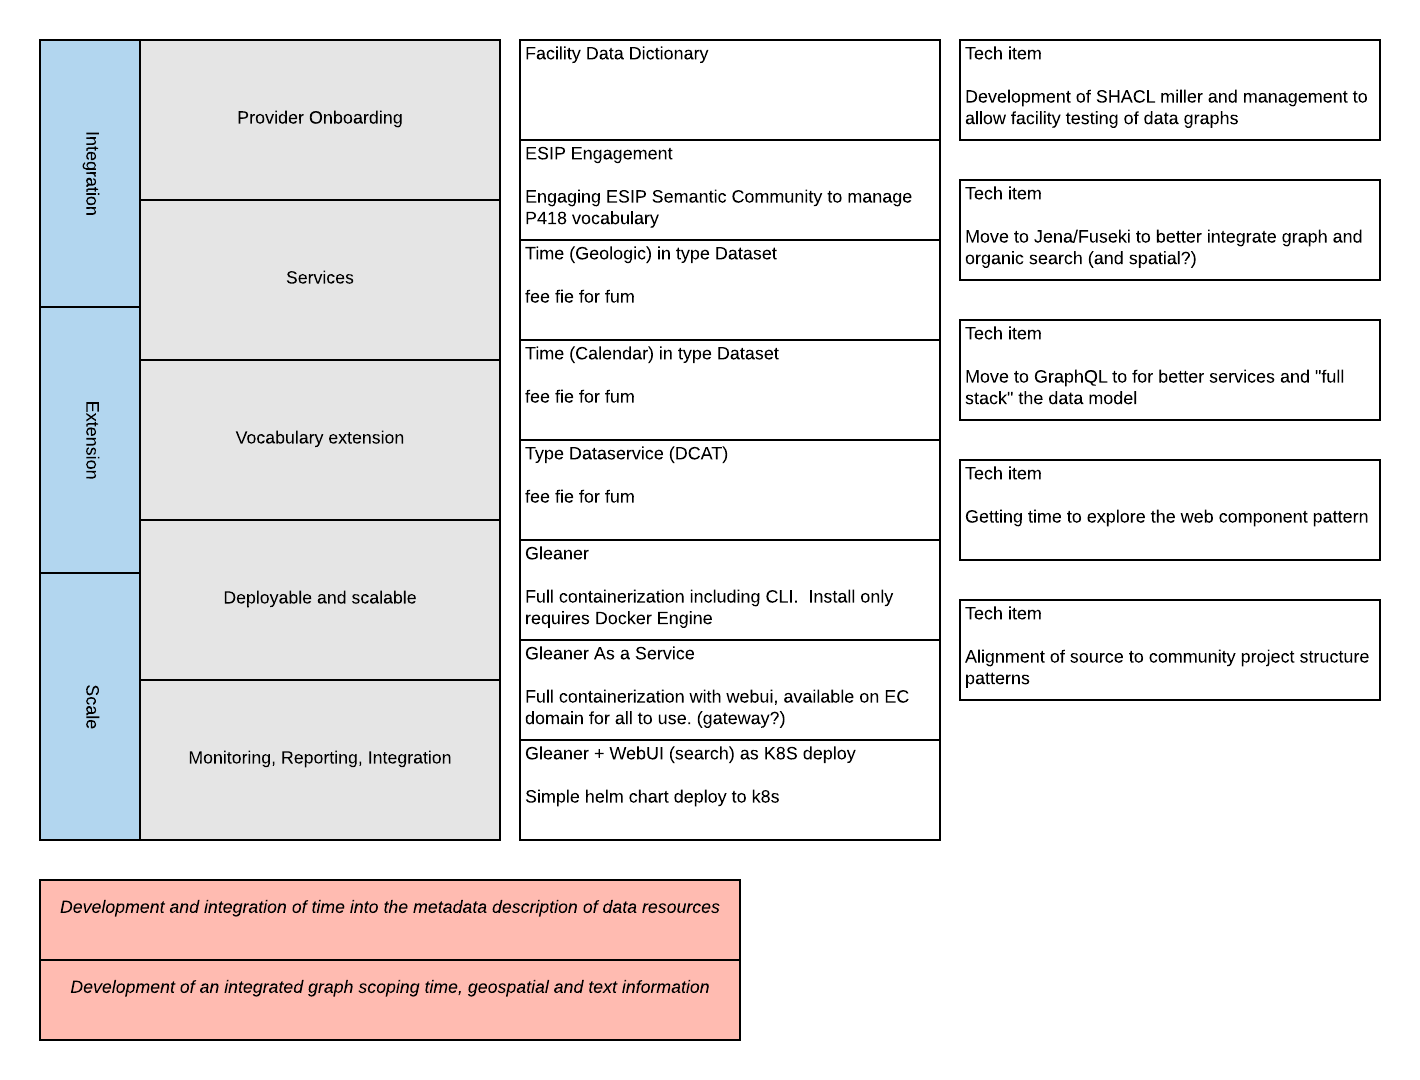 Integration
Extension
Scale
Provider Onboarding
Services
Vocabulary extension
Deployable and scalable
Monitoring, Reporting, Integration
Facility Data Dictionary
ESIP Engagement
Engaging ESIP Semantic Community to manage
P418 vocabulary
Time (Geologic) in type Dataset
fee fie for fum
Time (Calendar) in type Dataset
fee fie for fum
Type Dataservice (DCAT)
fee fie for fum
Gleaner
Full containerization including CLI.  Install only
requires Docker Engine
Gleaner As a Service
Full containerization with webui, available on EC
domain for all to use. (gateway?)
Gleaner + WebUI (search) as K8S deploy
Simple helm chart deploy to k8s
Tech item
Development of SHACL miller and management to
allow facility testing of data graphs
Tech item
Move to Jena/Fuseki to better integrate graph and
organic search (and spatial?)
Tech item
Move to GraphQL to for better services and "full
stack" the data model
Tech item
Getting time to explore the web component pattern
Tech item
Alignment of source to community project structure
patterns
Development and integration of time into the metadata description of data resources
Development of an integrated graph scoping time, geospatial and text information